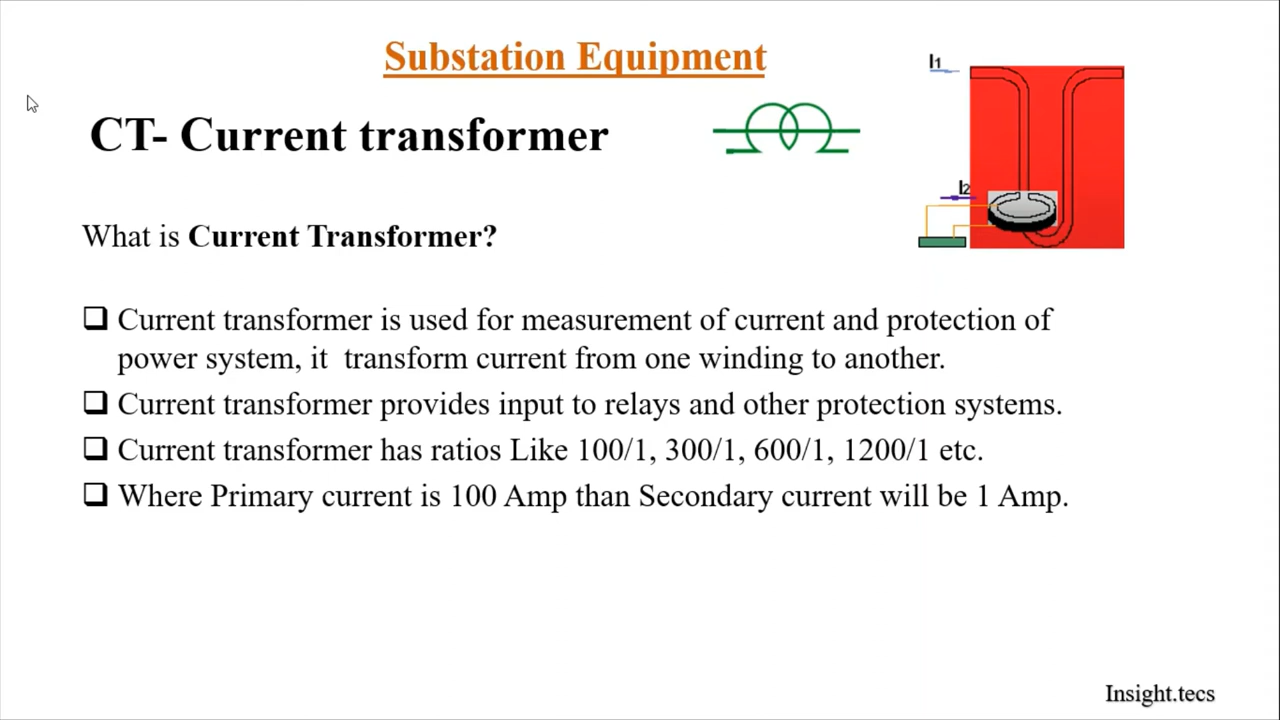 Substation Equipment
I1
CT- Current transformer
I2
What is Current Transformer?
Current transformer is used for measurement of current and protection of
power system, it transform current from one winding to another.
Current transformer provides input to relays and other protection systems.
Current transformer has ratios Like 100/1, 300/1, 600/1, 1200/1 etc.
Where Primary current is 100 Amp than Secondary current will be 1 Amp.
Insight.tecs